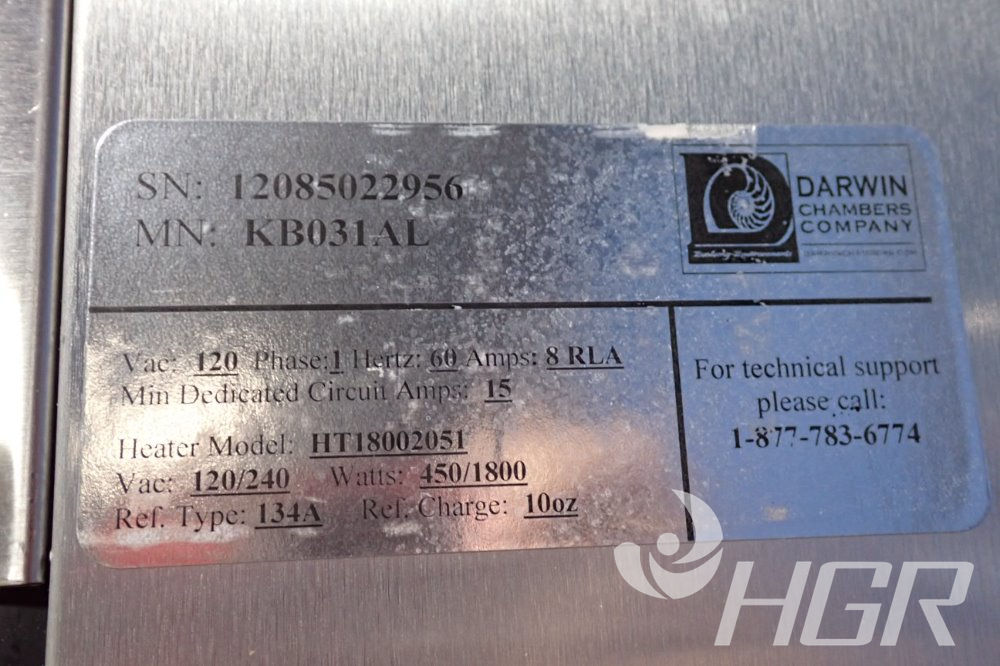 SN: 12085022956
MN: KB031AL
DARWIN
CHAMBERS
COMPANY
Vac: 120 Phase:1 Hertz: 60 Amps: 8 RLA
Min Dedicated Circuit Amps: 15
Heater Model: HT18002051
Vac: 120/240 Watts: 450/1800
Ref. Type: 134A Ref. Charge: 10oz
For technical support
please call:
1-877-783-6774
HGR